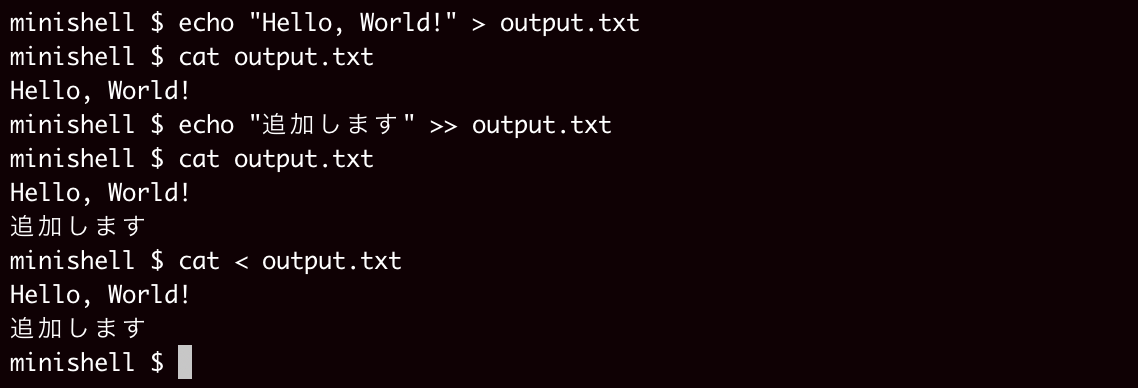 minishell $ echo "Hello, World!" > output.txt
minishell $ cat output.txt
Hello, World!
minishell $ echo "追加します" >> output.txt
minishell $ cat output.txt
Hello, World!
追加します
minishell $ cat < output.txt
Hello, World!
追加します
minishell $